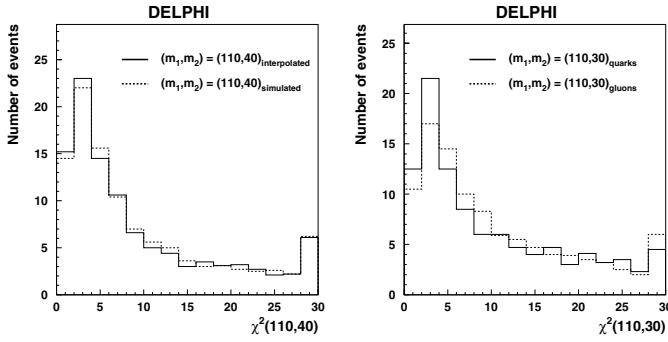 DELPHI
Number of events
25
20
15
10
5
0
0 5 10 15 20 25 30
χ²(110,40)
(m₁,m₂) = (110,40)interpolated
(m₁,m₂) = (110,40)simulated
DELPHI
Number of events
25
20
15
10
5
0
0 5 10 15 20 25 30
χ²(110,30)
(m₁,m₂) = (110,30)quarks
(m₁,m₂) = (110,30)gluons